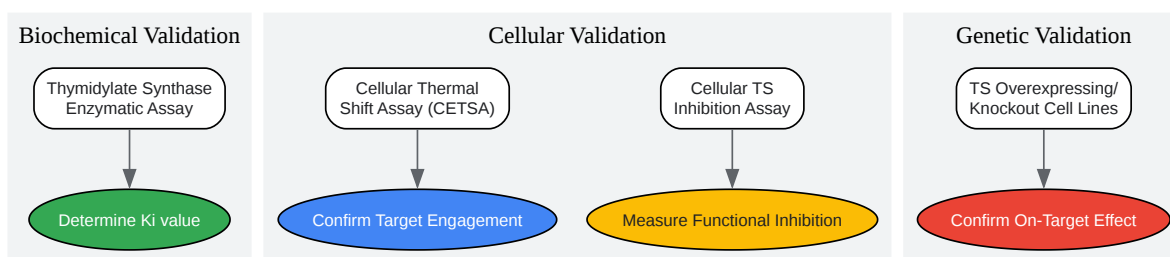 Biochemical Validation
Thymidylate Synthase
Enzymatic Assay
Determine Ki value
Cellular Validation
Cellular Thermal
Shift Assay (CETSA)
Confirm Target Engagement
Cellular TS
Inhibition Assay
Measure Functional Inhibition
Genetic Validation
TS Overexpressing/
Knockout Cell Lines
Confirm On-Target Effect